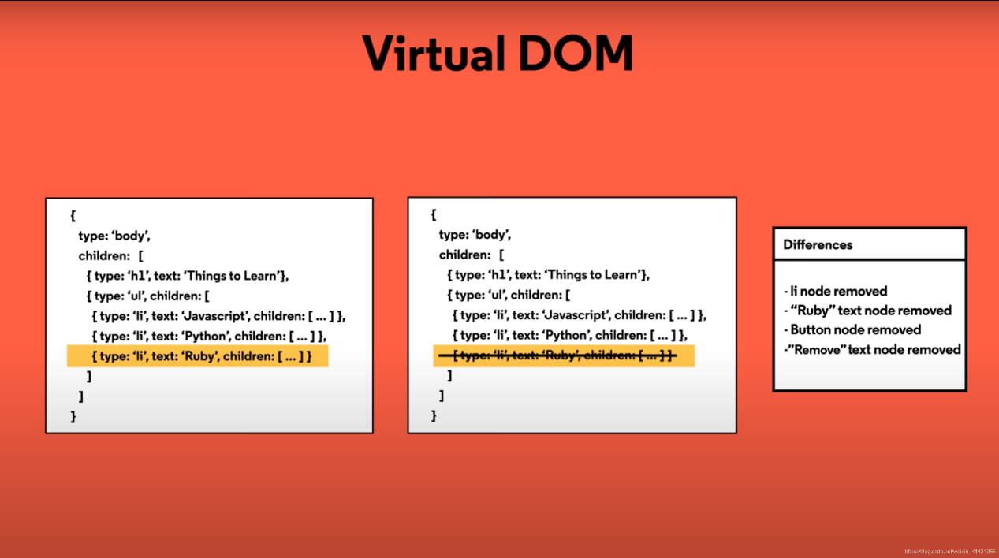 Virtual DOM
{
type: ‘body’,
children: [
{ type: ‘h1’, text: ‘Things to Learn’},
{ type: ‘ul’, children: [
{ type: ‘li’, text: ‘Javascript’, children: [ ... ] },
{ type: ‘li’, text: ‘Python’, children: [ ... ] },
{ type: ‘li’, text: ‘Ruby’, children: [ ... ] }
]
]
}
{
type: ‘body’,
children: [
{ type: ‘h1’, text: ‘Things to Learn’},
{ type: ‘ul’, children: [
{ type: ‘li’, text: ‘Javascript’, children: [ ... ] },
{ type: ‘li’, text: ‘Python’, children: [ ... ] },
{ type: ‘li’, text: ‘Ruby’, children: [ ... ] }
]
]
}
Differences
- li node removed
- “Ruby” text node removed
- Button node removed
-”Remove” text node removed
https://blog.csdn.net/weixin_41421986